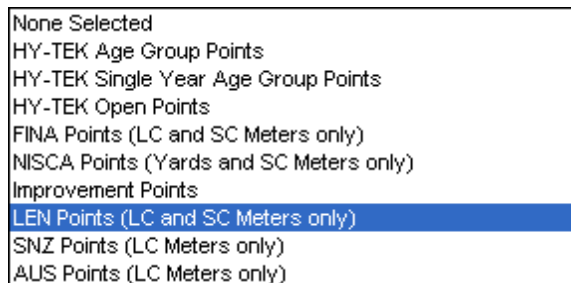 None Selected
HY-TEK Age Group Points
HY-TEK Single Year Age Group Points
HY-TEK Open Points
FINA Points (LC and SC Meters only)
NISCA Points (Yards and SC Meters only)
Improvement Points
LEN Points (LC and SC Meters only)
SNZ Points (LC Meters only)
AUS Points (LC Meters only)